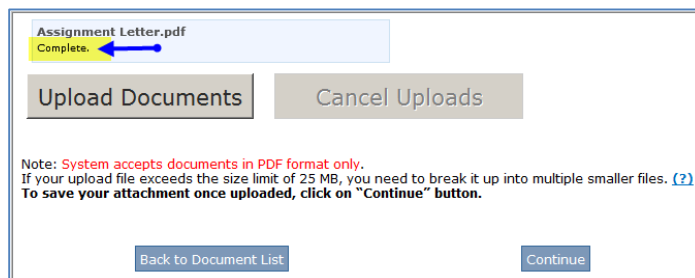 Assignment Letter.pdf
Complete.
Upload Documents Cancel Uploads
Note: System accepts documents in PDF format only.
If your upload file exceeds the size limit of 25 MB, you need to break it up into multiple smaller files. (?)
To save your attachment once uploaded, click on “Continue” button.
Back to Document List Continue